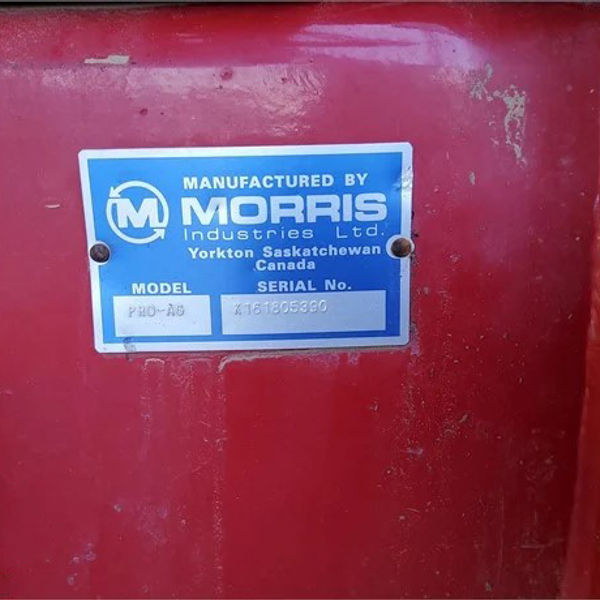 MANUFACTURED BY
M MORRIS
Industries Ltd.
Yorkton Saskatchewan
Canada
MODEL SERIAL No.
PRO-AG X161805390